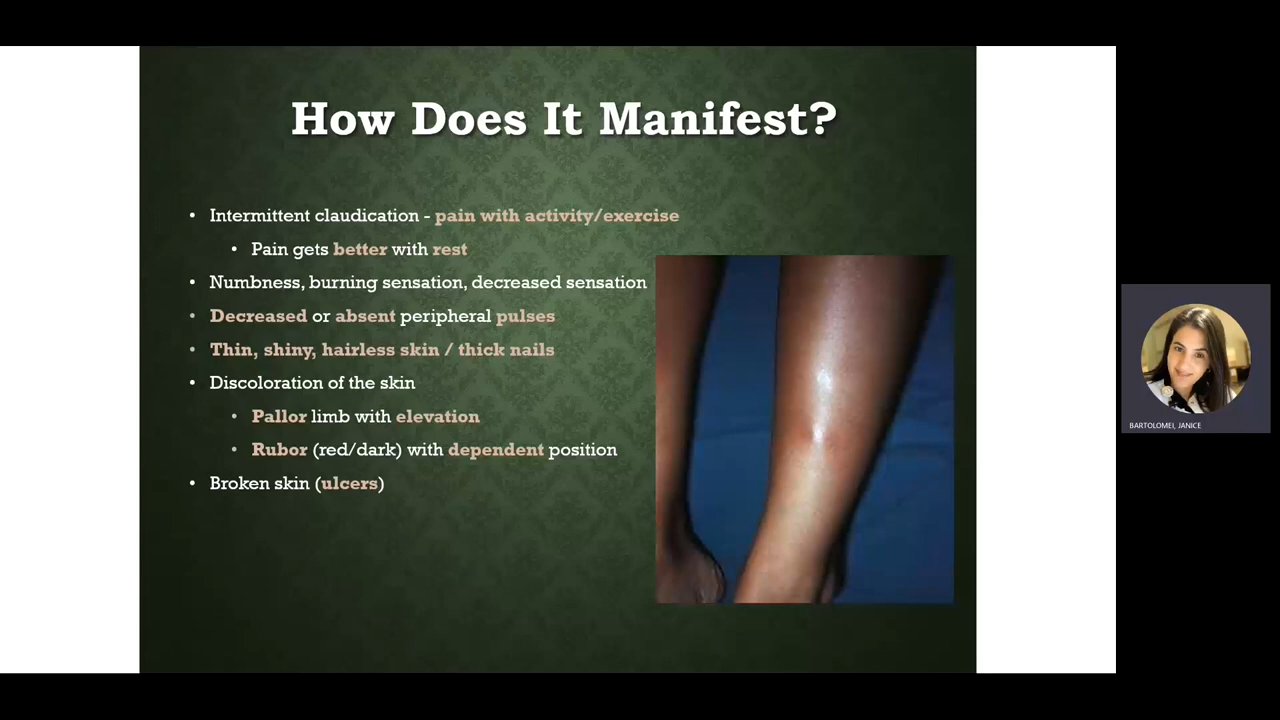 How Does It Manifest?
• Intermittent claudication - pain with activity/exercise
• Pain gets better with rest
• Numbness, burning sensation, decreased sensation
• Decreased or absent peripheral pulses
• Thin, shiny, hairless skin / thick nails
• Discoloration of the skin
• Pallor limb with elevation
• Rubor (red/dark) with dependent position
• Broken skin (ulcers)
BARTOLOMEI, JANICE